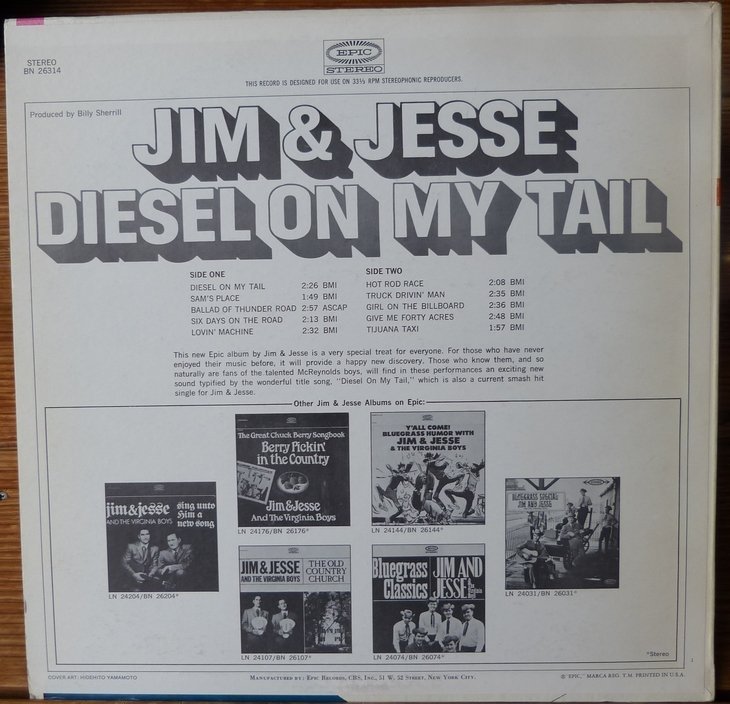 STEREO
BN 26314
EPIC
STEREO
THIS RECORD IS DESIGNED FOR USE ON 33⅓ RPM STEREOPHONIC REPRODUCERS.
Produced by Billy Sherrill
JIM & JESSE
DIESEL ON MY TAIL
SIDE ONE
DIESEL ON MY TAIL 2:26 BMI
SAM'S PLACE 1:49 BMI
BALLAD OF THUNDER ROAD 2:57 ASCAP
SIX DAYS ON THE ROAD 2:13 BMI
LOVIN' MACHINE 2:32 BMI
SIDE TWO
HOT ROD RACE 2:08 BMI
TRUCK DRIVIN' MAN 2:35 BMI
GIRL ON THE BILLBOARD 2:36 BMI
GIVE ME FORTY ACRES 2:48 BMI
TIJUANA TAXI 1:57 BMI
This new Epic album by Jim & Jesse is a very special treat for everyone. For those who have never
enjoyed their music before, it will provide a happy new discovery. Those who know them, and so
naturally are fans of the talented McReynolds boys, will find in these performances an exciting new
sound typified by the wonderful title song, "Diesel On My Tail," which is also a current smash hit
single for Jim & Jesse.
Other Jim & Jesse Albums on Epic:
The Great Chuck Berry Songbook
Berry Pickin'
in the Country
Jim & Jesse
And The Virginia Boys
LN 24176/BN 26176*
Y'ALL COME!
BLUEGRASS HUMOR WITH
JIM & JESSE
& THE VIRGINIA BOYS
LN 24144/BN 26144*
jim & jesse
AND THE VIRGINIA BOYS
sing unto
Him a
new song
LN 24204/BN 26204*
BLUEGRASS SPECIAL
JIM AND JESSE
LN 24031/BN 26031*
JIM & JESSE
AND THE VIRGINIA BOYS
THE OLD
COUNTRY
CHURCH
LN 24107/BN 26107*
Bluegrass
Classics
JIM AND
JESSE
LN 24074/BN 26074*
*Stereo
1
COVER ART: HIDEHITO YAMAMOTO
MANUFACTURED BY: EPIC RECORDS, CBS, INC., 51 W. 52 STREET, NEW YORK CITY.
® "EPIC," MARCA REG. T.M. PRINTED IN U.S.A.